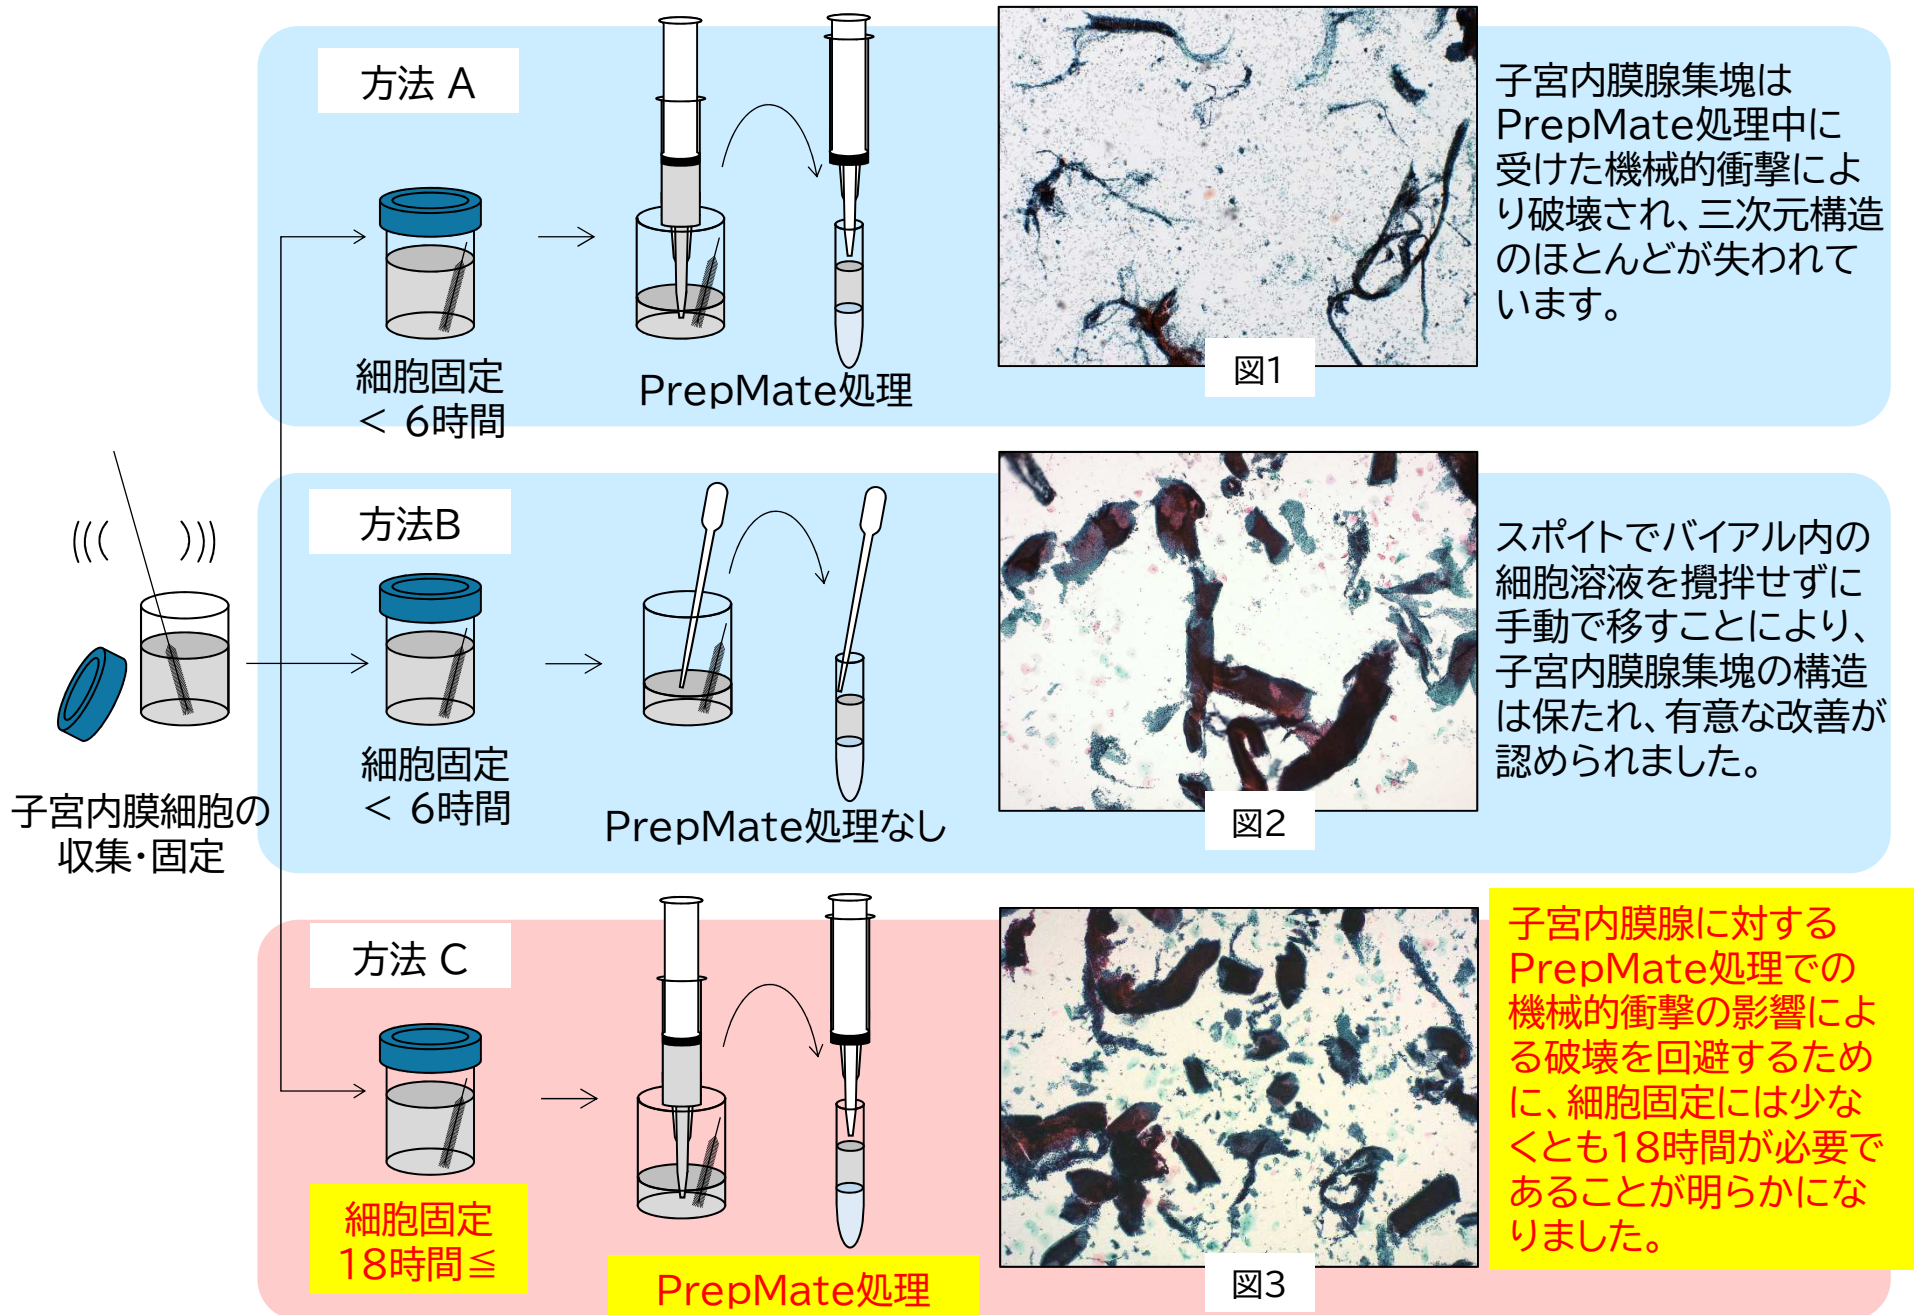 方法 A
細胞固定
< 6時間
PrepMate処理
図1
子宮内膜腺集塊は
PrepMate処理中に
受けた機械的衝撃によ
り破壊され、三次元構造
のほとんどが失われて
います。
子宮内膜細胞の
収集・固定
方法B
細胞固定
< 6時間
PrepMate処理なし
図2
スポイトでバイアル内の
細胞溶液を攪拌せずに
手動で移すことにより、
子宮内膜腺集塊の構造
は保たれ、有意な改善が
認められました。
方法 C
細胞固定
18時間≦
PrepMate処理
図3
子宮内膜腺に対する
PrepMate処理での
機械的衝撃の影響によ
る破壊を回避するため
に、細胞固定には少な
くとも18時間が必要で
あることが明らかにな
りました。